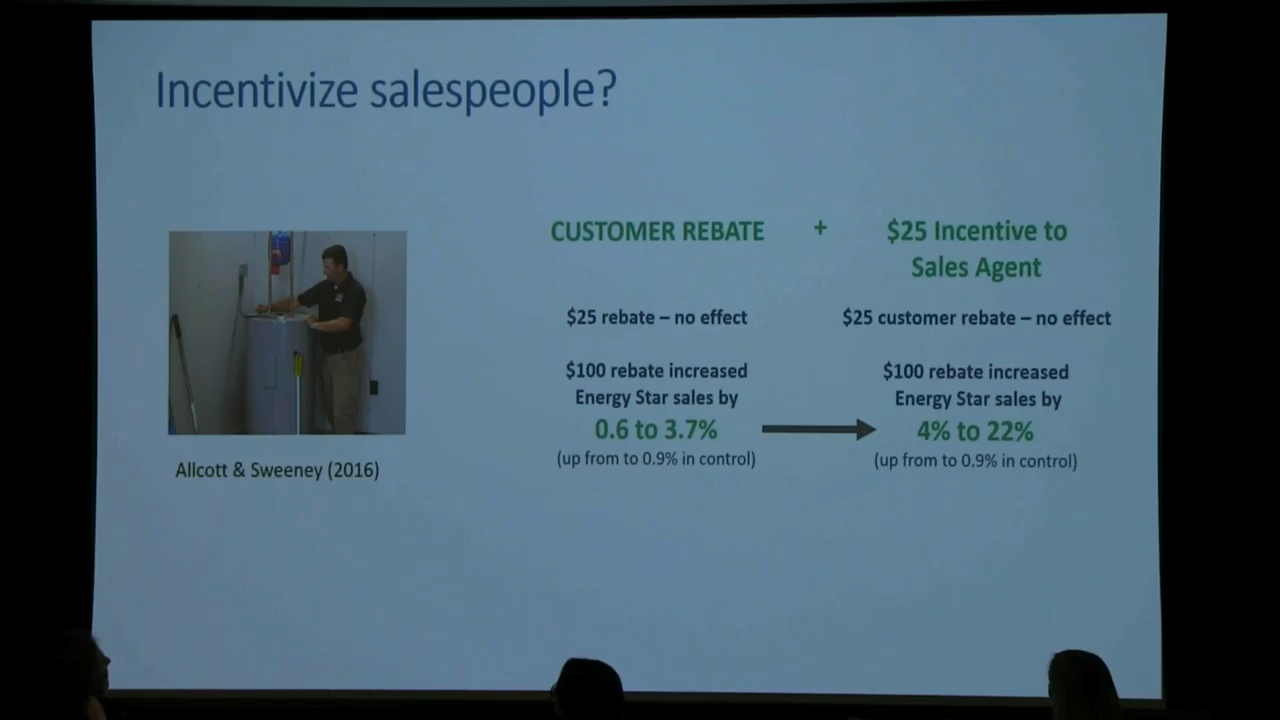 Incentivize salespeople?
CUSTOMER REBATE + $25 Incentive to
Sales Agent
$25 rebate – no effect
$25 customer rebate – no effect
$100 rebate increased
Energy Star sales by
0.6 to 3.7%
(up from to 0.9% in control)
$100 rebate increased
Energy Star sales by
4% to 22%
(up from to 0.9% in control)
Allcott & Sweeney (2016)